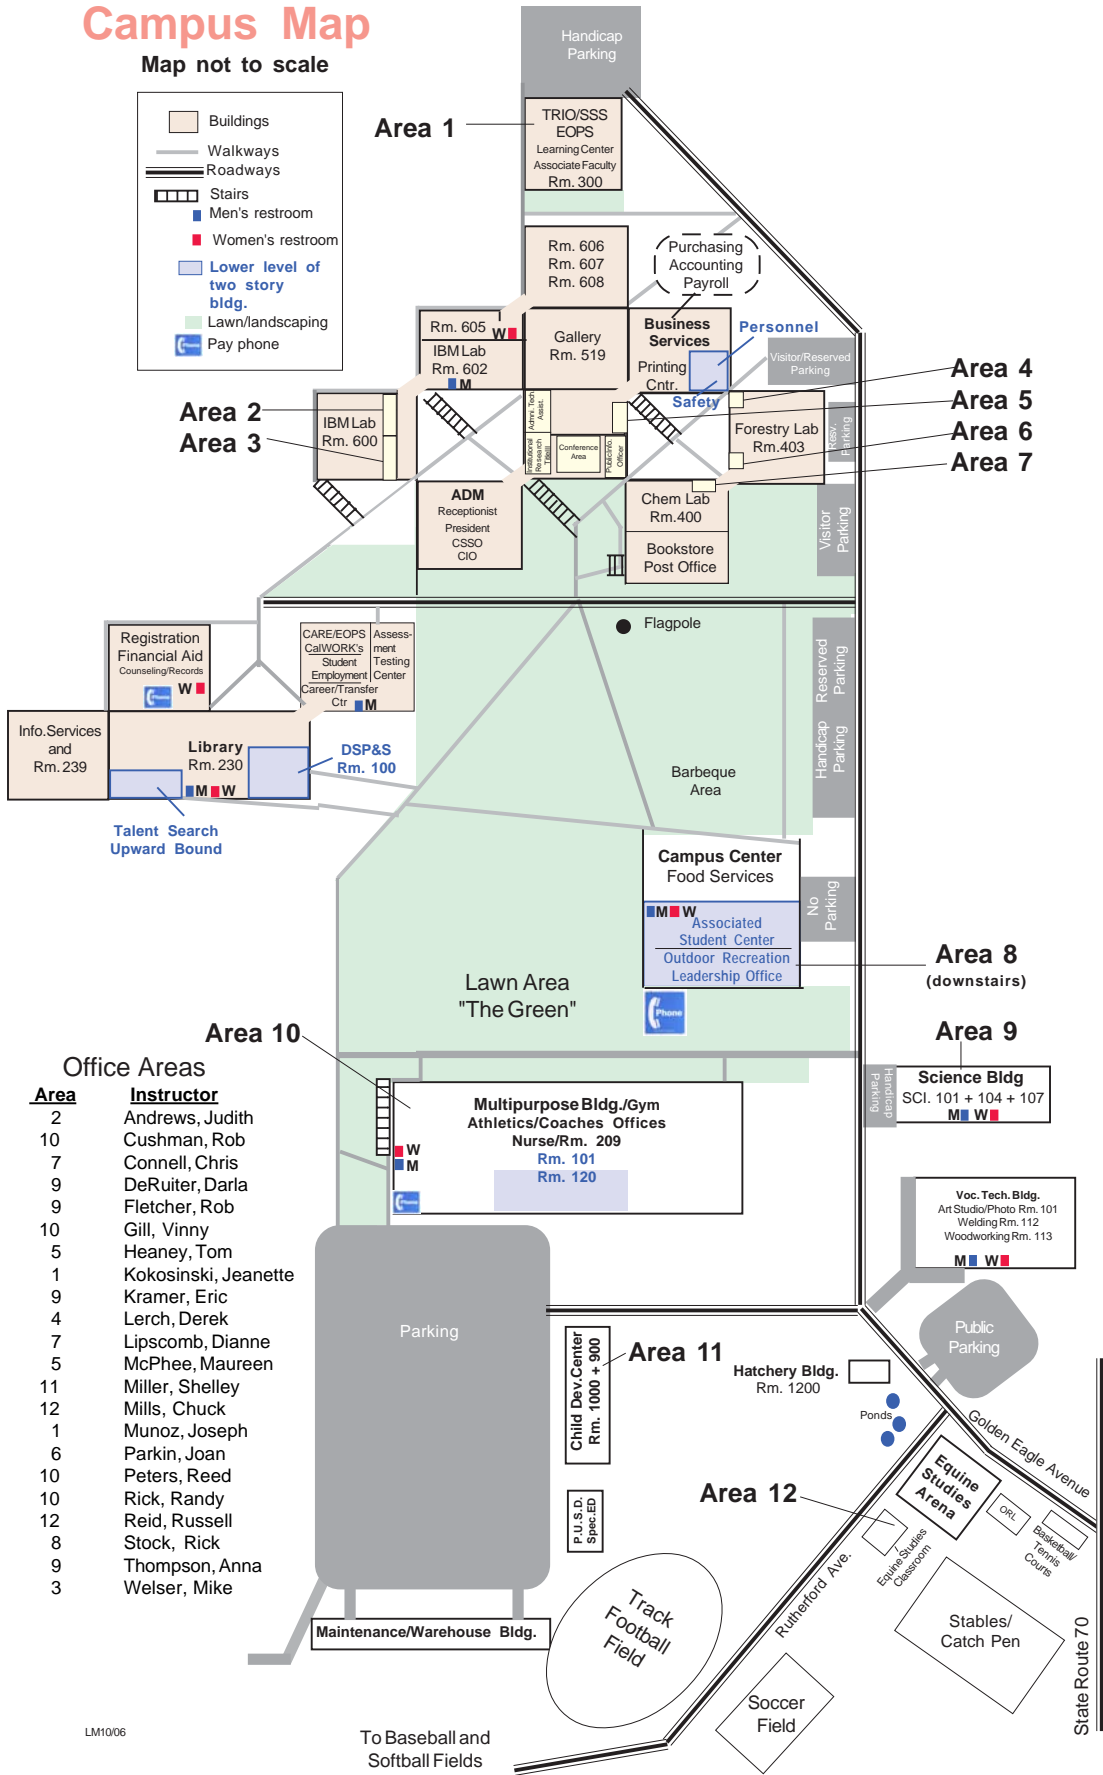 Campus Map
Map not to scale
Buildings
Walkways
Roadways
Stairs
Men's restroom
Women's restroom
Lower level of
two story
bldg.
Lawn/landscaping
Phone
Pay phone
Handicap
Parking
Area 1
TRIO/SSS
EOPS
Learning Center
Associate Faculty
Rm. 300
Rm. 606
Rm. 607
Rm. 608
Purchasing
Accounting
Payroll
Rm. 605
W
IBM Lab
Rm. 602
M
Gallery
Rm. 519
Business
Services
Printing
Cntr.
Personnel
Safety
Visitor/Reserved
Parking
Area 2
Area 3
IBM Lab
Rm. 600
Admni. Tech
Assist.
Institutional
Research
Title III
Conference
Area
Public Info.
Officer
Forestry Lab
Rm.403
Resv.
Parking
Area 4
Area 5
Area 6
Area 7
ADM
Receptionist
President
CSSO
CIO
Chem Lab
Rm.400
Bookstore
Post Office
Visitor
Parking
Flagpole
Registration
Financial Aid
Counseling/Records
W
CARE/EOPS
CalWORK's
Student
Employment
Career/Transfer
Ctr
M
Assess-
ment
Testing
Center
Reserved
Parking
Handicap
Parking
Info.Services
and
Rm.239
Library
Rm. 230
M W
DSP&S
Rm. 100
Talent Search
Upward Bound
Barbeque
Area
Campus Center
Food Services
M W
Associated
Student Center
Outdoor Recreation
Leadership Office
Phone
No
Parking
Area 8
(downstairs)
Lawn Area
"The Green"
Area 10
Area 9
Handicap
Parking
Science Bldg
SCI. 101 + 104 + 107
M W
Multipurpose Bldg./Gym
Athletics/Coaches Offices
Nurse/Rm. 209
Rm. 101
Rm. 120
W
M
Phone
Office Areas
Area Instructor
2 Andrews, Judith
10 Cushman, Rob
7 Connell, Chris
9 DeRuiter, Darla
9 Fletcher, Rob
10 Gill, Vinny
5 Heaney, Tom
1 Kokosinski, Jeanette
9 Kramer, Eric
4 Lerch, Derek
7 Lipscomb, Dianne
5 McPhee, Maureen
11 Miller, Shelley
12 Mills, Chuck
1 Munoz, Joseph
6 Parkin, Joan
10 Peters, Reed
10 Rick, Randy
12 Reid, Russell
8 Stock, Rick
9 Thompson, Anna
3 Welser, Mike
Voc. Tech. Bldg.
Art Studio/Photo Rm. 101
Welding Rm. 112
Woodworking Rm. 113
M W
Parking
Public
Parking
Child Dev.Center
Rm. 1000 + 900
Area 11
Hatchery Bldg.
Rm. 1200
Ponds
Golden Eagle Avenue
P.U.S.D.
Spec.ED
Area 12
Equine
Studies
Arena
ORL
Basketball/
Tennis
Courts
Equine Studies
Classroom
Rutherford Ave.
Stables/
Catch Pen
State Route 70
Track
Football
Field
Maintenance/Warehouse Bldg.
Soccer
Field
To Baseball and
Softball Fields
LM10/06